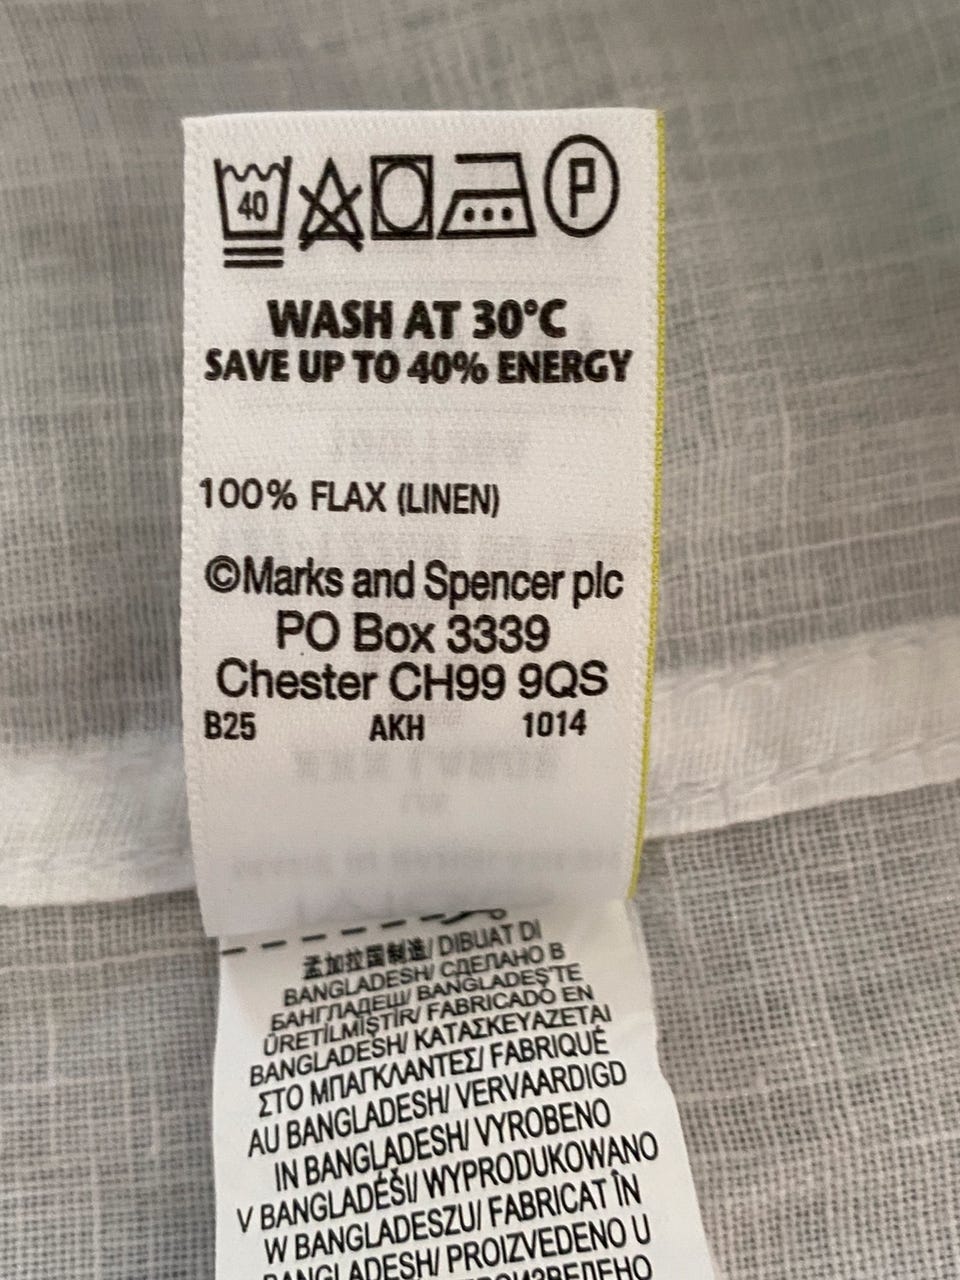 40 P
WASH AT 30°C
SAVE UP TO 40% ENERGY
100% FLAX (LINEN)
©Marks and Spencer plc
PO Box 3339
Chester CH99 9QS
B25 AKH 1014
孟加拉国制造/ DIBUAT DI
BANGLADESH/ СДЕЛАНО В
БАНГЛАДЕШ/ BANGLADEŞ'TE
ÜRETİLMİŞTİR/ FABRICADO EN
BANGLADESH/ ΚΑΤΑΣΚΕΥΑΖΕΤΑΙ
ΣΤΟ ΜΠΑΓΚΛΑΝΤΕΣ/ FABRIQUÉ
AU BANGLADESH/ VERVAARDIGD
IN BANGLADESH/ VYROBENO
V BANGLADÉŠI/ WYPRODUKOWANO
W BANGLADESZU/ FABRICAT ÎN
BANGLADESH/ PROIZVEDENO U